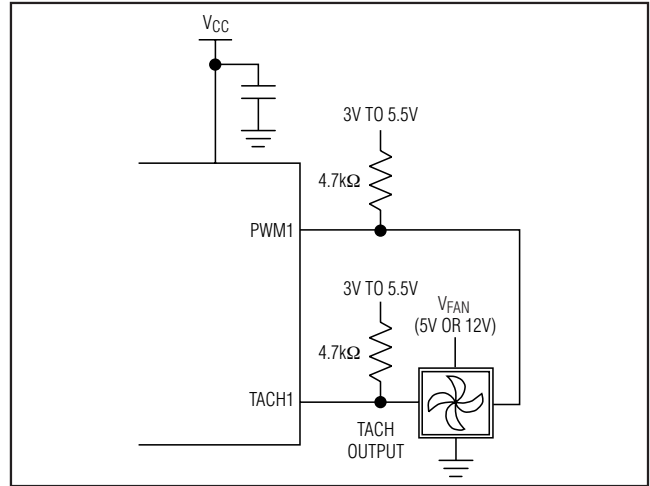 VCC
3V TO 5.5V
4.7kΩ
PWM1
3V TO 5.5V
VFAN
(5V OR 12V)
4.7kΩ
TACH1
TACH
OUTPUT